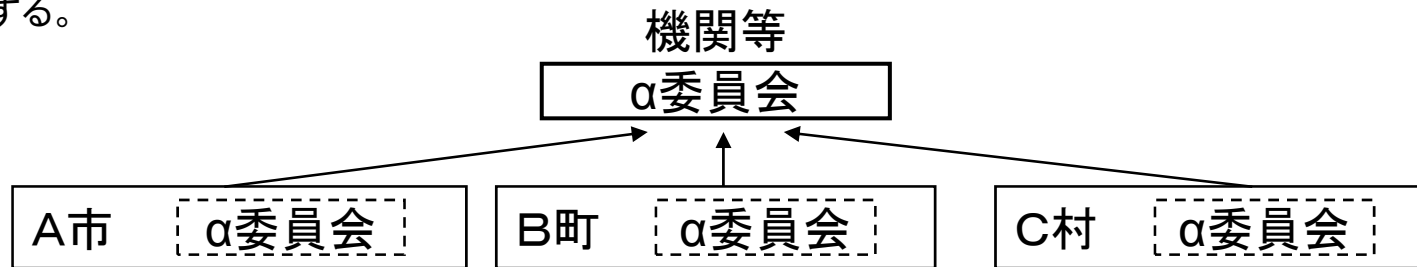 する。
機関等
α委員会
A市 α委員会
B町 α委員会
C村 α委員会